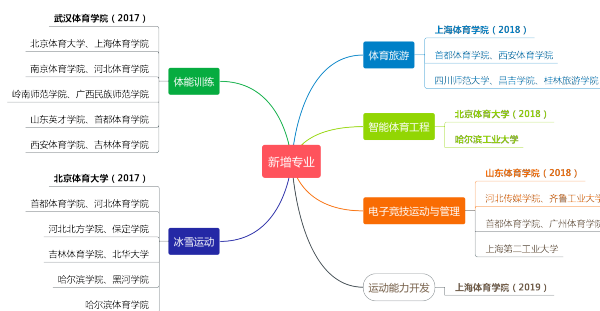 新增专业
体能训练
武汉体育学院（2017）
北京体育大学、上海体育学院
南京体育学院、河北体育学院
岭南师范学院、广西民族师范学院
山东英才学院、首都体育学院
西安体育学院、吉林体育学院
冰雪运动
北京体育大学（2017）
首都体育学院、河北体育学院
河北北方学院、保定学院
吉林体育学院、北华大学
哈尔滨学院、黑河学院
哈尔滨体育学院
体育旅游
上海体育学院（2018）
首都体育学院、西安体育学院
四川师范大学、昌吉学院、桂林旅游学院
智能体育工程
北京体育大学（2018）
哈尔滨工业大学
电子竞技运动与管理
山东体育学院（2018）
河北传媒学院、齐鲁工业大学
首都体育学院、广州体育学院
上海第二工业大学
运动能力开发
上海体育学院（2019）